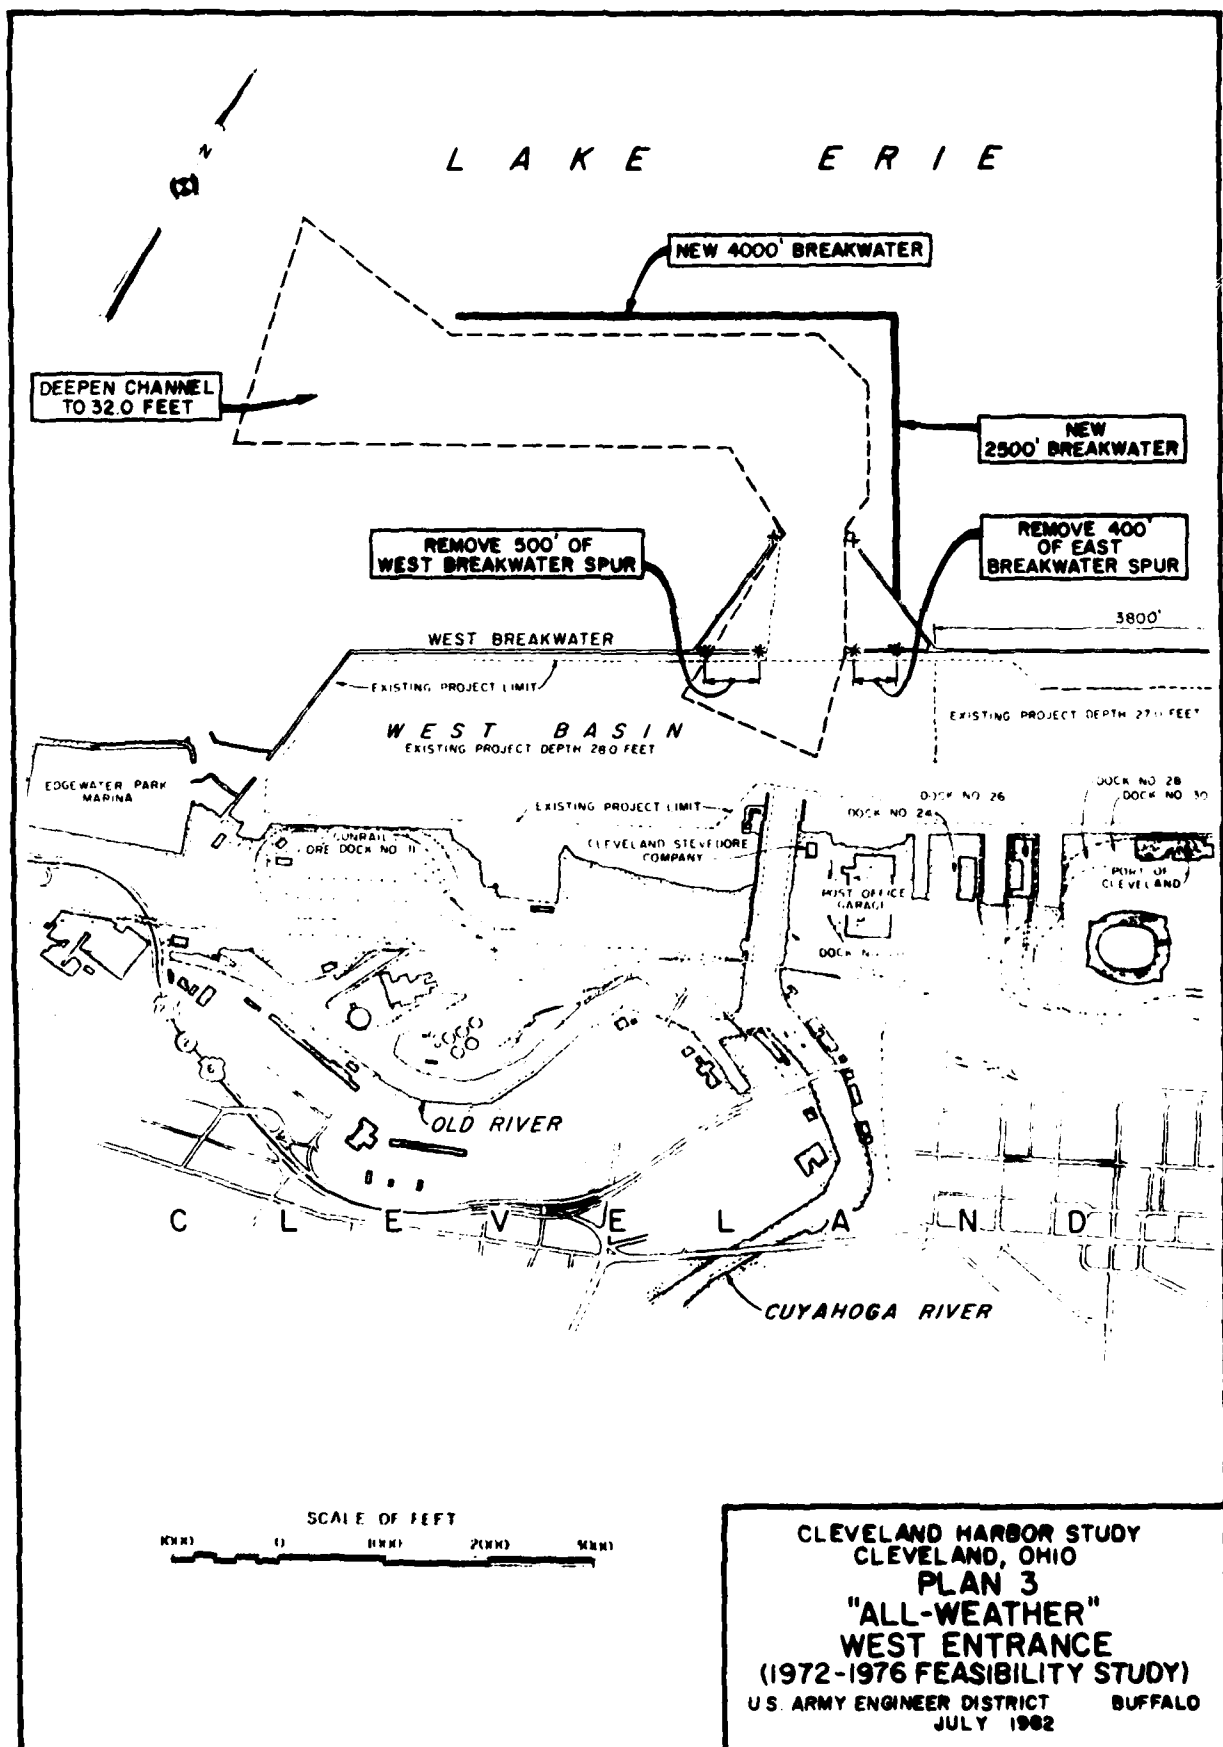 N
LAKE ERIE
NEW 4000' BREAKWATER
DEEPEN CHANNEL
TO 32.0 FEET
NEW
2500' BREAKWATER
REMOVE 500' OF
WEST BREAKWATER SPUR
REMOVE 400'
OF EAST
BREAKWATER SPUR
3800'
WEST BREAKWATER
EXISTING PROJECT LIMIT
WEST BASIN
EXISTING PROJECT DEPTH 28.0 FEET
EXISTING PROJECT DEPTH 27.0 FEET
EDGEWATER PARK
MARINA
EXISTING PROJECT LIMIT
DOCK NO 28
DOCK NO 26
DOCK NO 30
DOCK NO. 24
CONRAIL
ORE DOCK NO 11
CLEVELAND STEVEDORE
COMPANY
PORT OF
CLEVELAND
POST OFFICE
GARAGE
DOCK
OLD RIVER
CLEVELAND
CUYAHOGA RIVER
SCALE OF FEET
1000 0 1000 2000 3000
CLEVELAND HARBOR STUDY
CLEVELAND, OHIO
PLAN 3
"ALL-WEATHER"
WEST ENTRANCE
(1972-1976 FEASIBILITY STUDY)
U.S. ARMY ENGINEER DISTRICT BUFFALO
JULY 1982